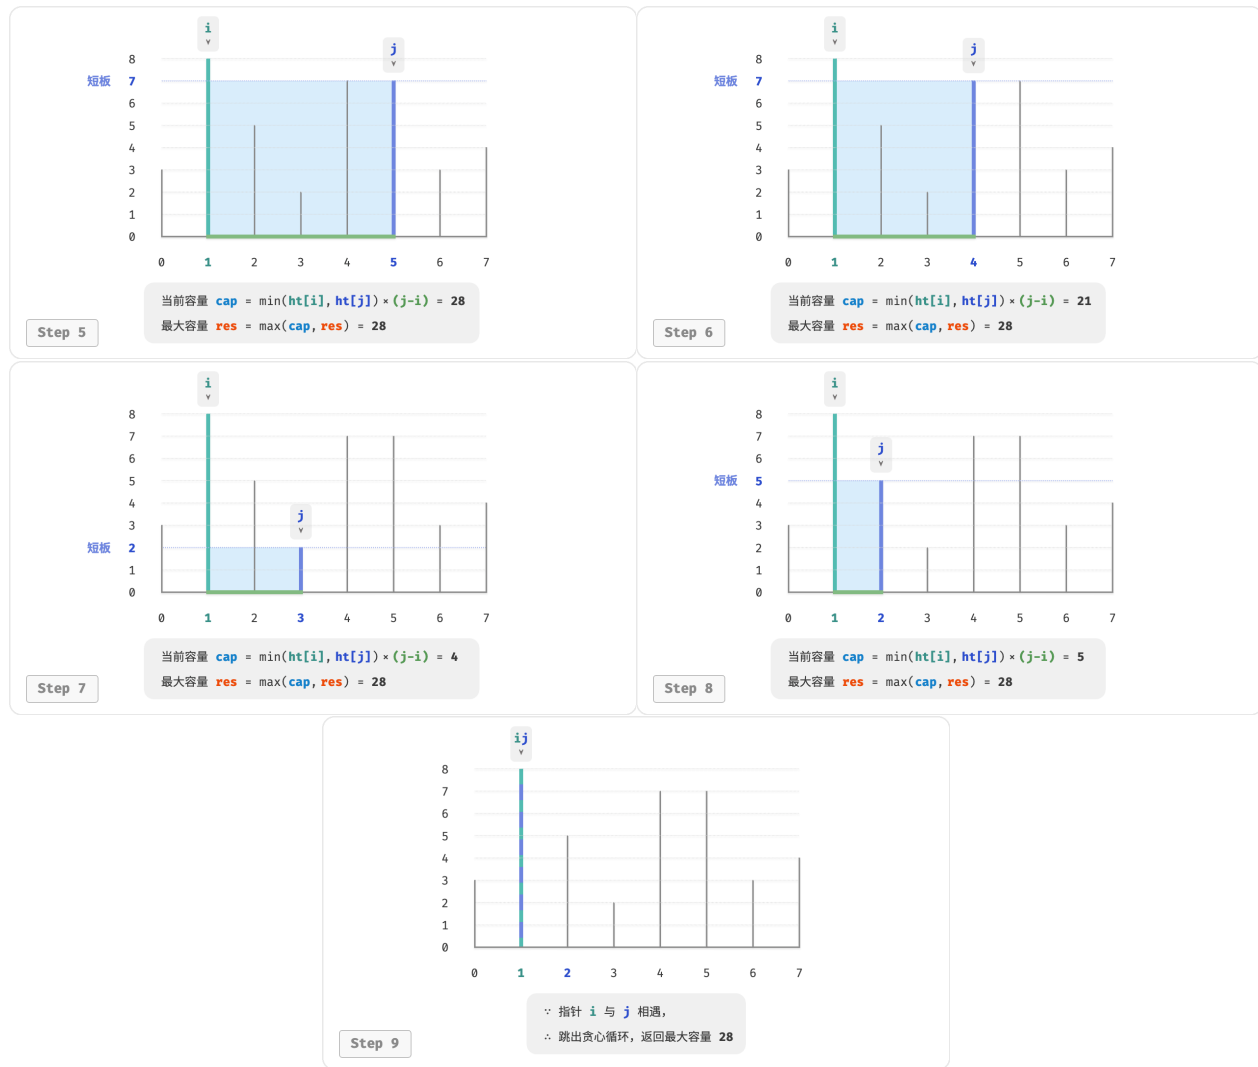 i
j
8
短板 7
6
5
4
3
2
1
0
0 1 2 3 4 5 6 7
当前容量 cap = min(ht[i], ht[j]) × (j-i) = 28
最大容量 res = max(cap, res) = 28
Step 5
i
j
8
短板 7
6
5
4
3
2
1
0
0 1 2 3 4 5 6 7
当前容量 cap = min(ht[i], ht[j]) × (j-i) = 21
最大容量 res = max(cap, res) = 28
Step 6
i
8
7
6
5
4
j
3
短板 2
1
0
0 1 2 3 4 5 6 7
当前容量 cap = min(ht[i], ht[j]) × (j-i) = 4
最大容量 res = max(cap, res) = 28
Step 7
i
8
7
j
6
短板 5
4
3
2
1
0
0 1 2 3 4 5 6 7
当前容量 cap = min(ht[i], ht[j]) × (j-i) = 5
最大容量 res = max(cap, res) = 28
Step 8
ij
8
7
6
5
4
3
2
1
0
0 1 2 3 4 5 6 7
∵ 指针 i 与 j 相遇，
∴ 跳出贪心循环，返回最大容量 28
Step 9